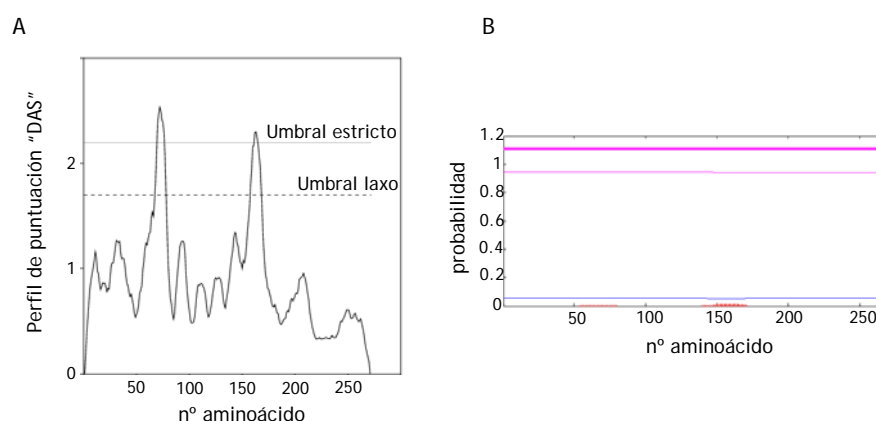 A
Perfil de puntuación “DAS”
2
1
0
Umbral estricto
Umbral laxo
50 100 150 200 250
nº aminoácido
B
probabilidad
1.2
1
0.8
0.6
0.4
0.2
0
50 100 150 200 250
nº aminoácido